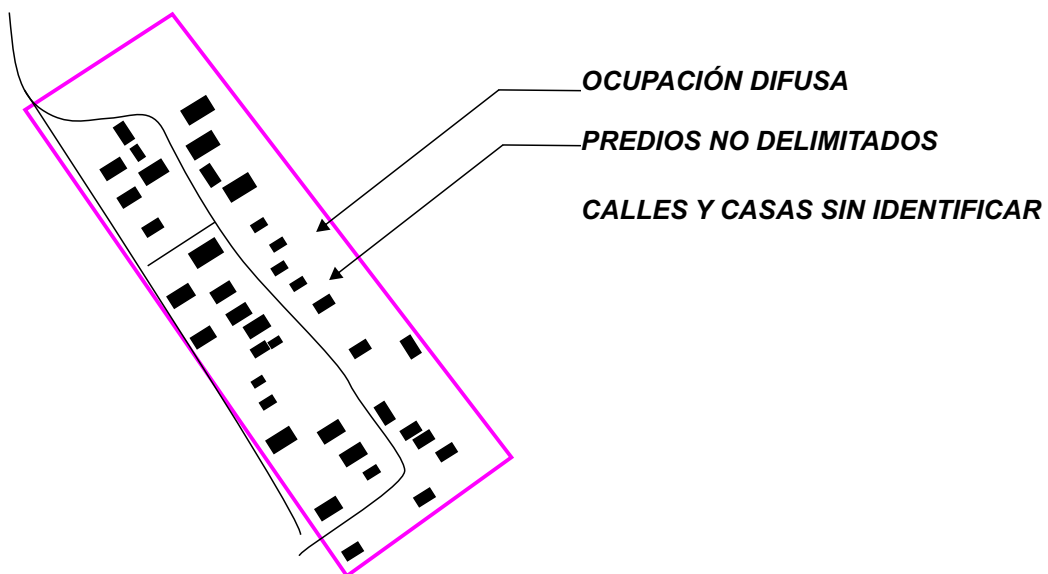 OCUPACIÓN DIFUSA
PREDIOS NO DELIMITADOS
CALLES Y CASAS SIN IDENTIFICAR